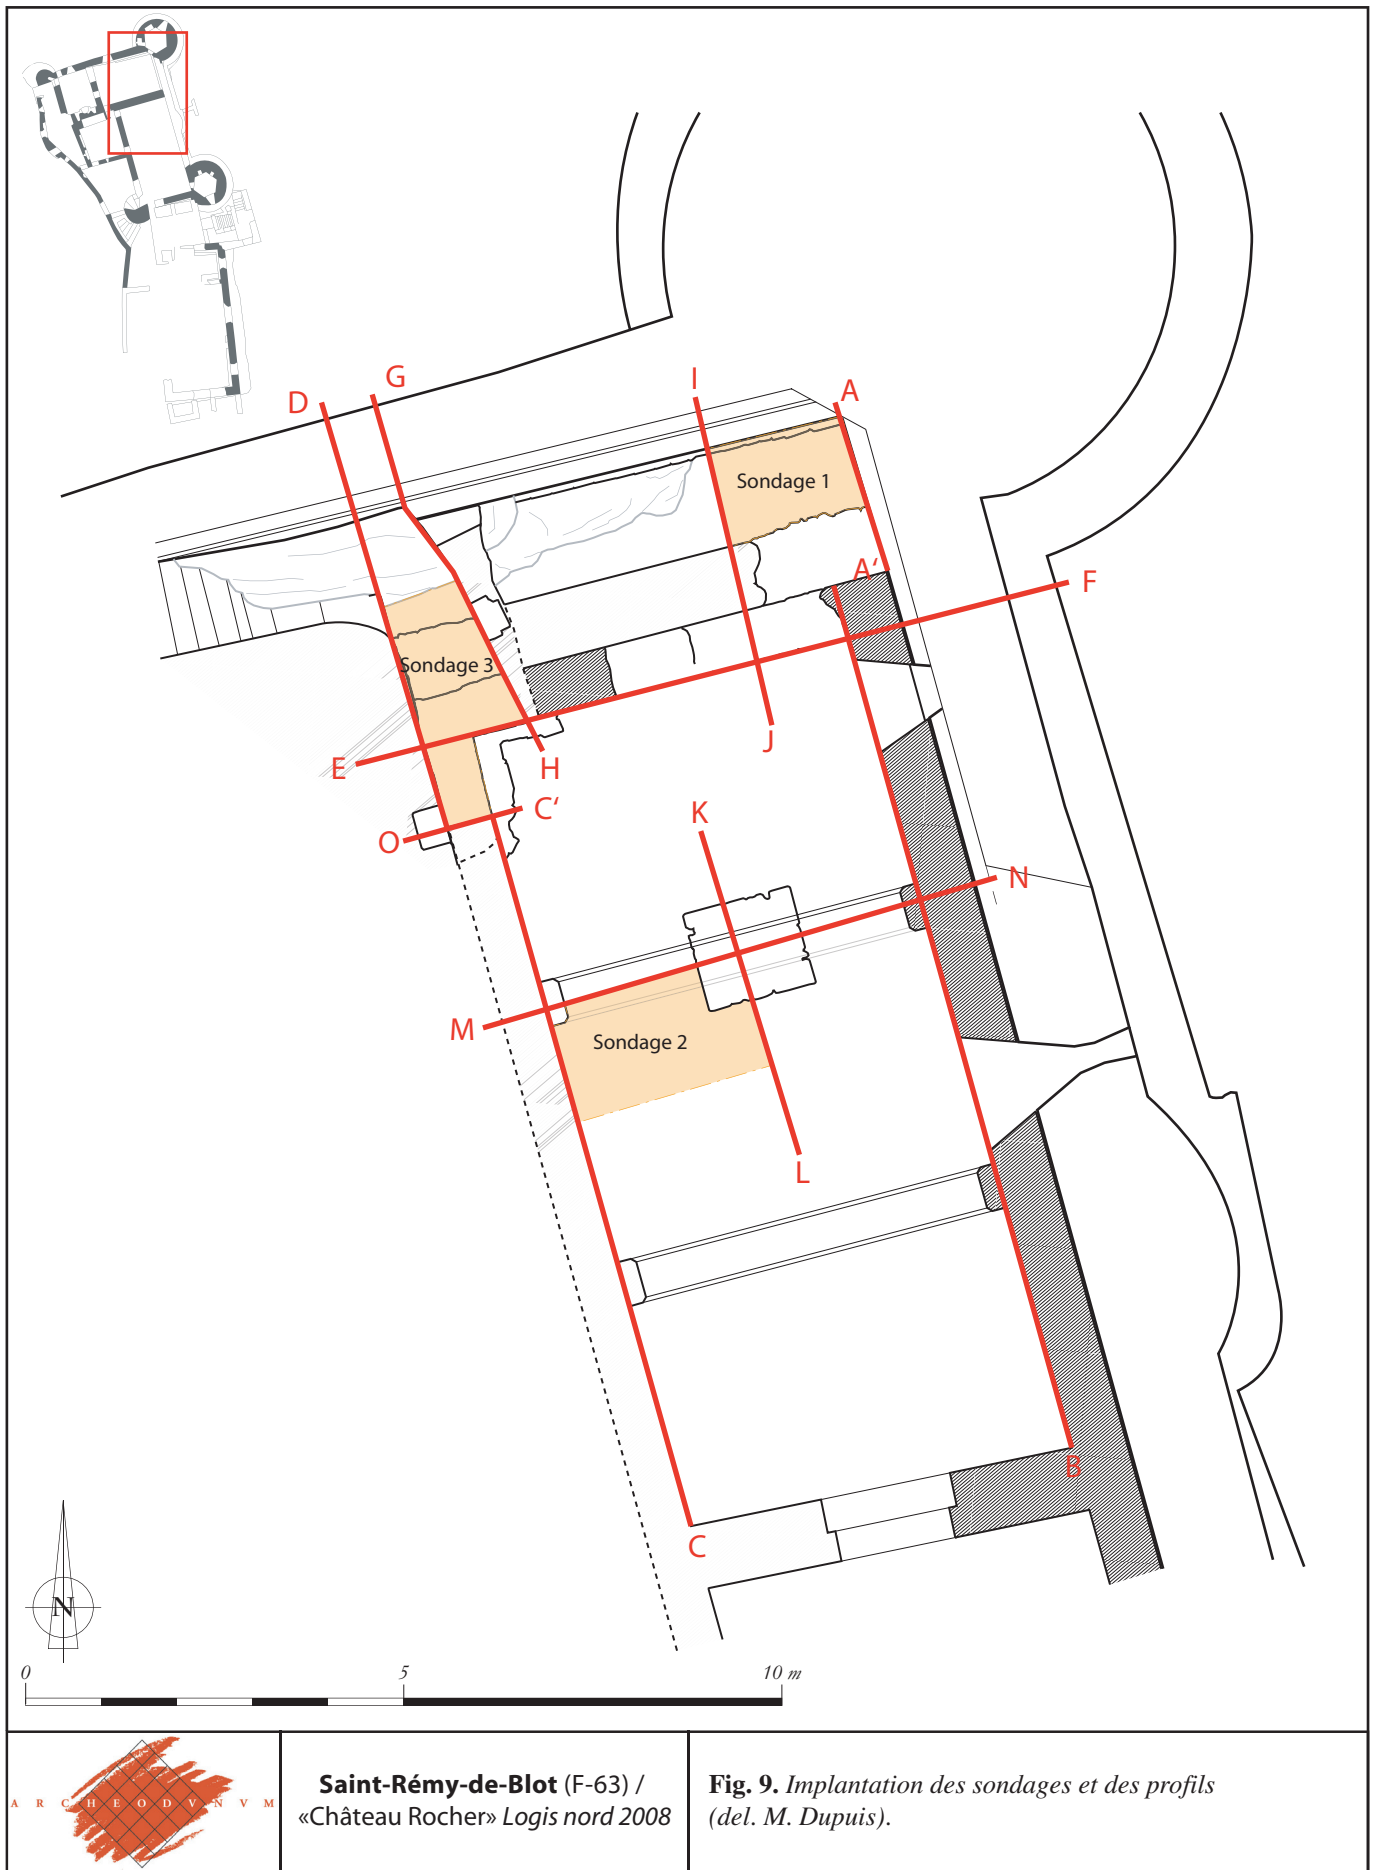 D
G
I
A
Sondage 1
A'
F
Sondage 3
E
H
J
C'
O
K
N
M
Sondage 2
L
B
C
N
0 5 10 m
ARCHEODVNVM
Saint-Rémy-de-Blot (F-63) /
«Château Rocher» Logis nord 2008
Fig. 9. Implantation des sondages et des profils
(del. M. Dupuis).